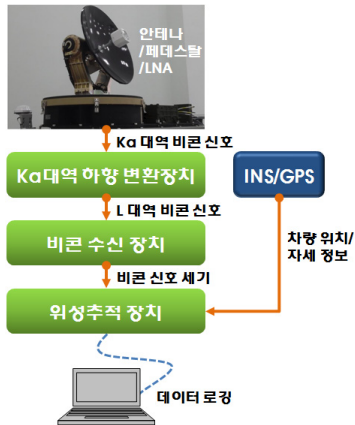 안테나
/페데스탈
/LNA
Ka 대역 비콘 신호
Ka대역 하향 변환장치
INS/GPS
L 대역 비콘 신호
비콘 수신 장치
차량 위치/
자세 정보
비콘 신호 세기
위성추적 장치
데이터 로깅